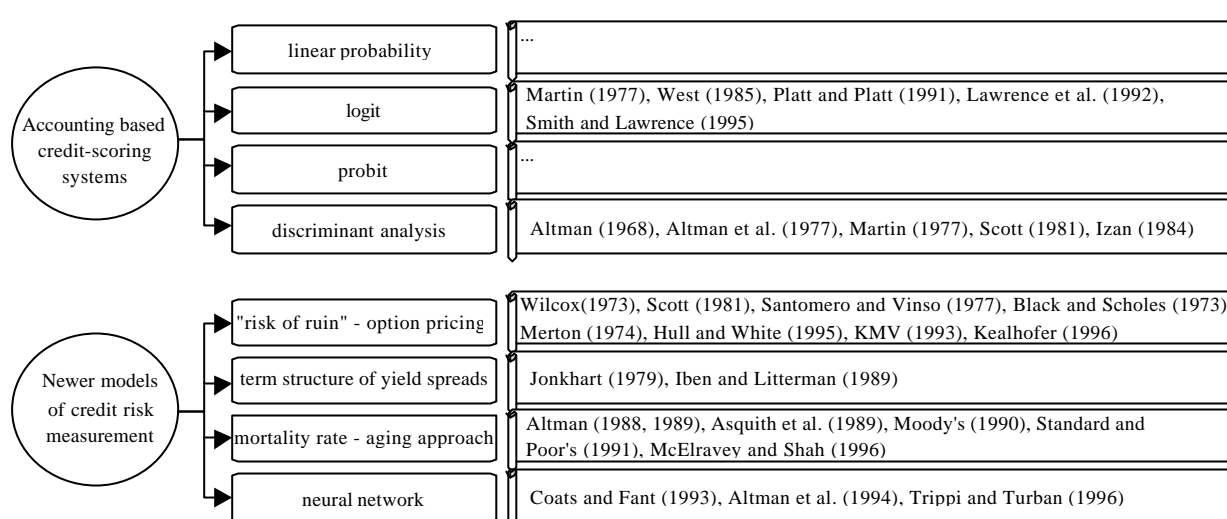 Accounting based
credit-scoring
systems
linear probability
...
logit
Martin (1977), West (1985), Platt and Platt (1991), Lawrence et al. (1992),
Smith and Lawrence (1995)
probit
...
discriminant analysis
Altman (1968), Altman et al. (1977), Martin (1977), Scott (1981), Izan (1984)
Newer models
of credit risk
measurement
"risk of ruin" - option pricing
Wilcox(1973), Scott (1981), Santomero and Vinso (1977), Black and Scholes (1973)
Merton (1974), Hull and White (1995), KMV (1993), Kealhofer (1996)
term structure of yield spreads
Jonkhart (1979), Iben and Litterman (1989)
mortality rate - aging approach
Altman (1988, 1989), Asquith et al. (1989), Moody's (1990), Standard and
Poor's (1991), McElravey and Shah (1996)
neural network
Coats and Fant (1993), Altman et al. (1994), Trippi and Turban (1996)